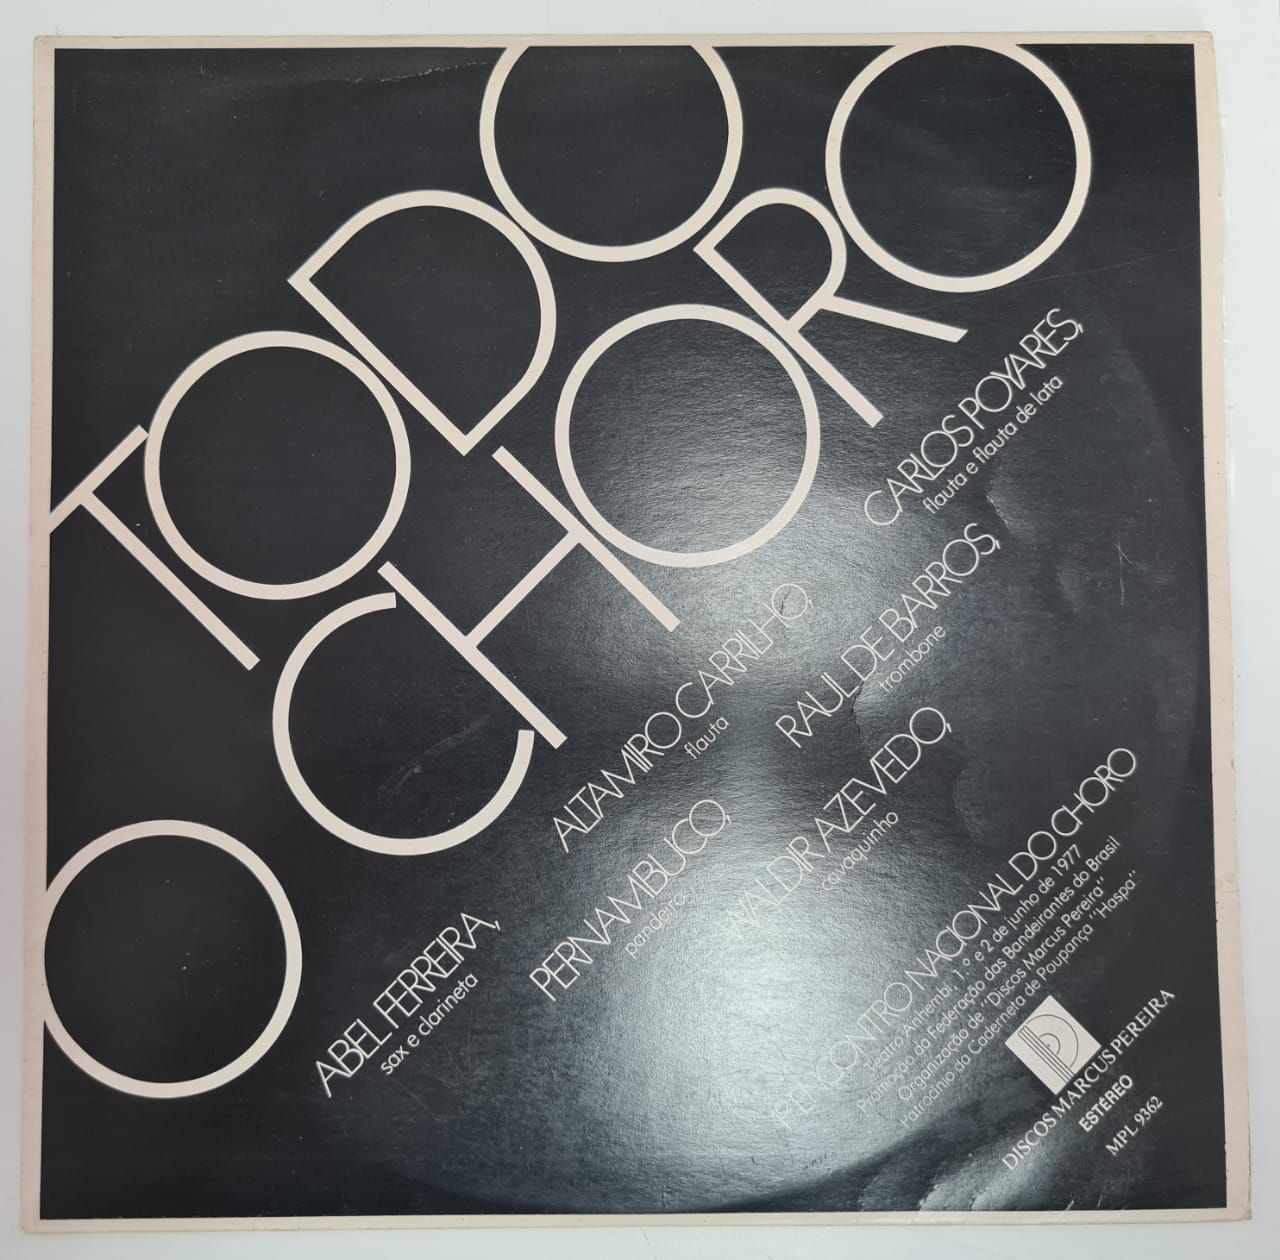 TODO
O CHORO
ABEL FERREIRA,
sax e clarineta
ALTAMIRO CARRILHO,
flauta
CARLOS POYARES,
flauta e flauta de lata
PERNAMBUCO,
pandeiro
RAUL DE BARROS,
trombone
WALDIR AZEVEDO,
cavaquinho
1º ENCONTRO NACIONAL DO CHORO
Teatro Anhembi, 1.º e 2 de junho de 1977
Promoção da Federação das Bandeirantes do Brasil
Organização de "Discos Marcus Pereira"
Patrocínio da Caderneta de Poupança "Haspa"
DISCOS MARCUS PEREIRA
ESTÉREO
MPL 9362